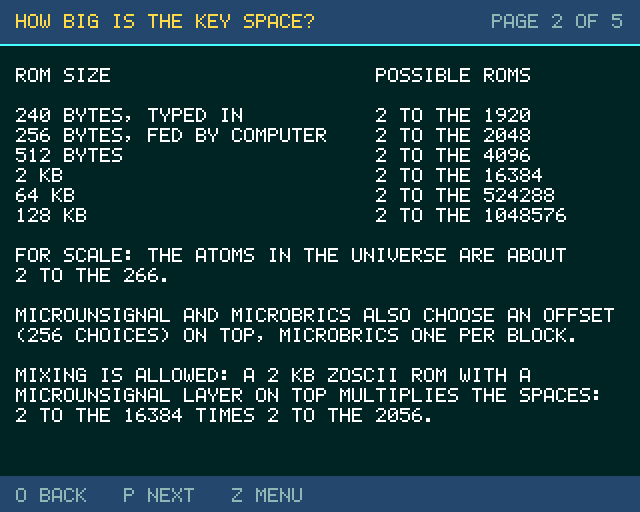 HOW BIG IS THE KEY SPACE? PAGE 2 OF 5
ROM SIZE POSSIBLE ROMS
240 BYTES, TYPED IN 2 TO THE 1920
256 BYTES, FED BY COMPUTER 2 TO THE 2048
512 BYTES 2 TO THE 4096
2 KB 2 TO THE 16384
64 KB 2 TO THE 524288
128 KB 2 TO THE 1048576
FOR SCALE: THE ATOMS IN THE UNIVERSE ARE ABOUT
2 TO THE 266.
MICROUNSIGNAL AND MICROBRICS ALSO CHOOSE AN OFFSET
(256 CHOICES) ON TOP, MICROBRICS ONE PER BLOCK.
MIXING IS ALLOWED: A 2 KB ZOSCII ROM WITH A
MICROUNSIGNAL LAYER ON TOP MULTIPLIES THE SPACES:
2 TO THE 16384 TIMES 2 TO THE 2056.
O BACK P NEXT Z MENU